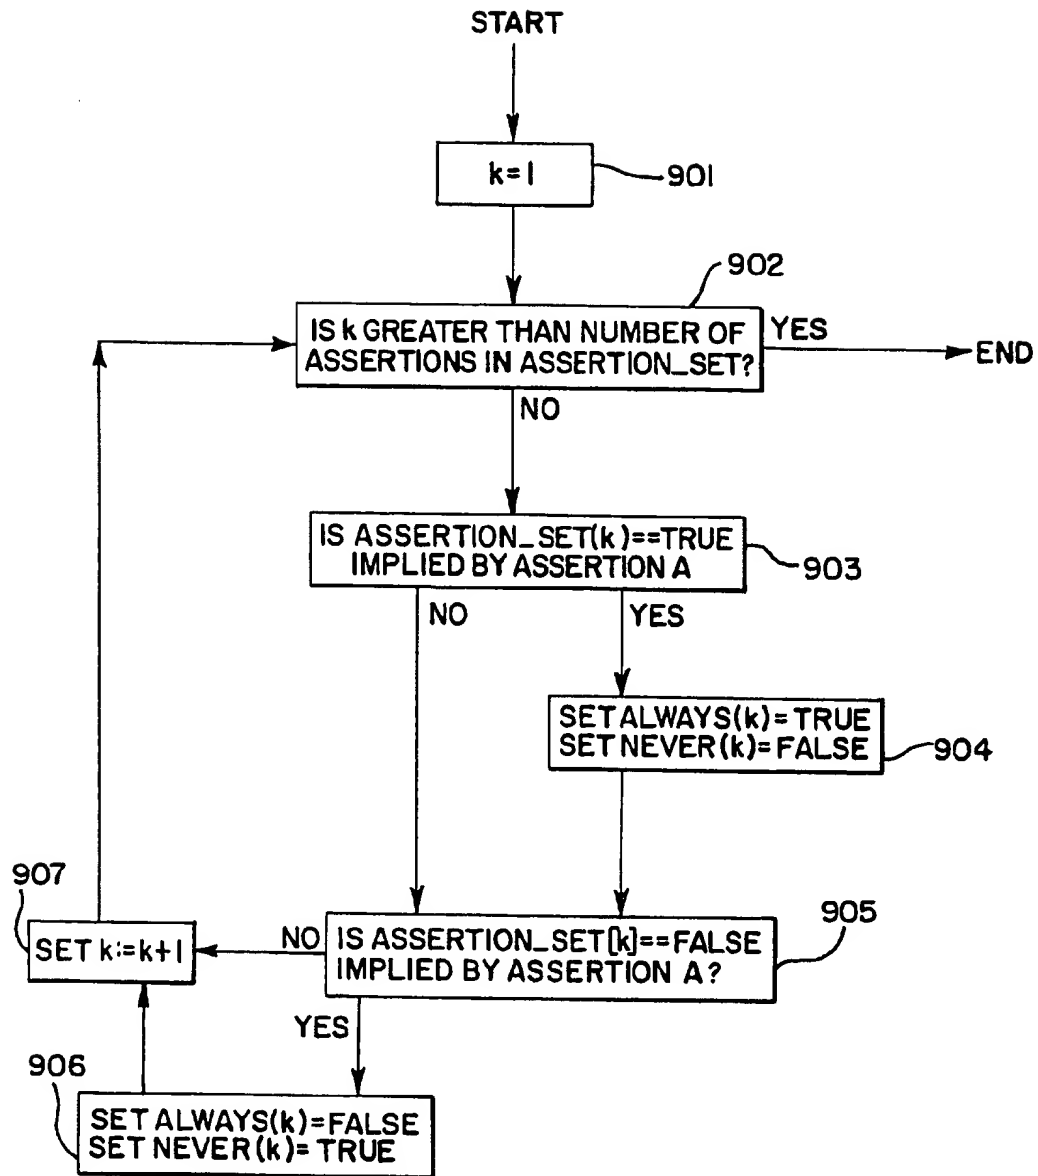 START
k=1
901
902
IS k GREATER THAN NUMBER OF
ASSERTIONS IN ASSERTION_SET?
YES
END
NO
IS ASSERTION_SET(k)==TRUE
IMPLIED BY ASSERTION A
903
NO
YES
SET ALWAYS(k)=TRUE
SET NEVER(k)=FALSE
904
907
SET k:=k+1
NO
IS ASSERTION_SET[k]==FALSE
IMPLIED BY ASSERTION A?
905
YES
906
SET ALWAYS(k)=FALSE
SET NEVER(k)=TRUE